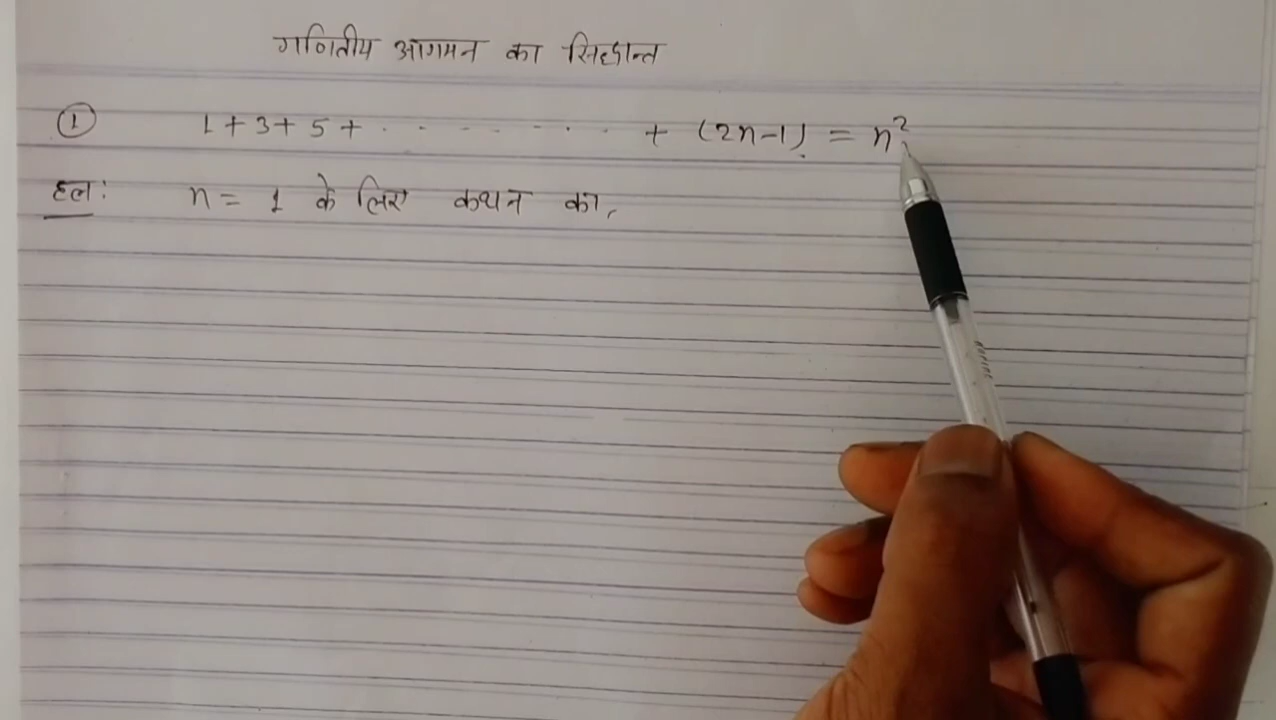 गणितीय आगमन का सिद्धान्त
① 1 + 3 + 5 + . . . . . . . . + (2n-1) = n²
हल: n = 1 के लिए कथन का,